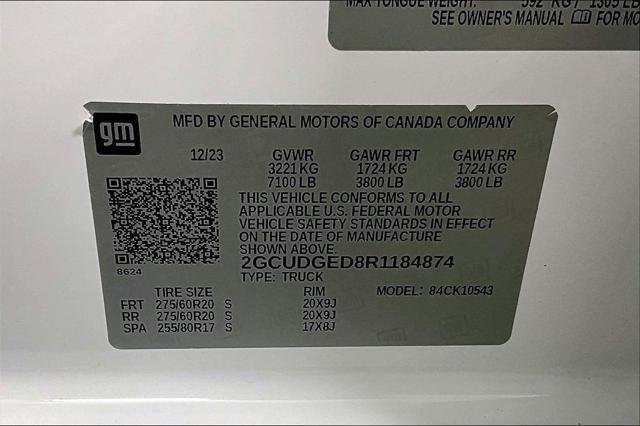 MAX TONGUE WEIGHT: 592 KG / 1305 LB
SEE OWNER'S MANUAL FOR MO
gm
MFD BY GENERAL MOTORS OF CANADA COMPANY
12/23 GVWR GAWR FRT GAWR RR
3221 KG 1724 KG 1724 KG
7100 LB 3800 LB 3800 LB
THIS VEHICLE CONFORMS TO ALL
APPLICABLE U.S. FEDERAL MOTOR
VEHICLE SAFETY STANDARDS IN EFFECT
ON THE DATE OF MANUFACTURE
SHOWN ABOVE.
8624
2GCUDGED8R1184874
TYPE: TRUCK
TIRE SIZE RIM MODEL: 84CK10543
FRT 275/60R20 S 20X9J
RR 275/60R20 S 20X9J
SPA 255/80R17 S 17X8J